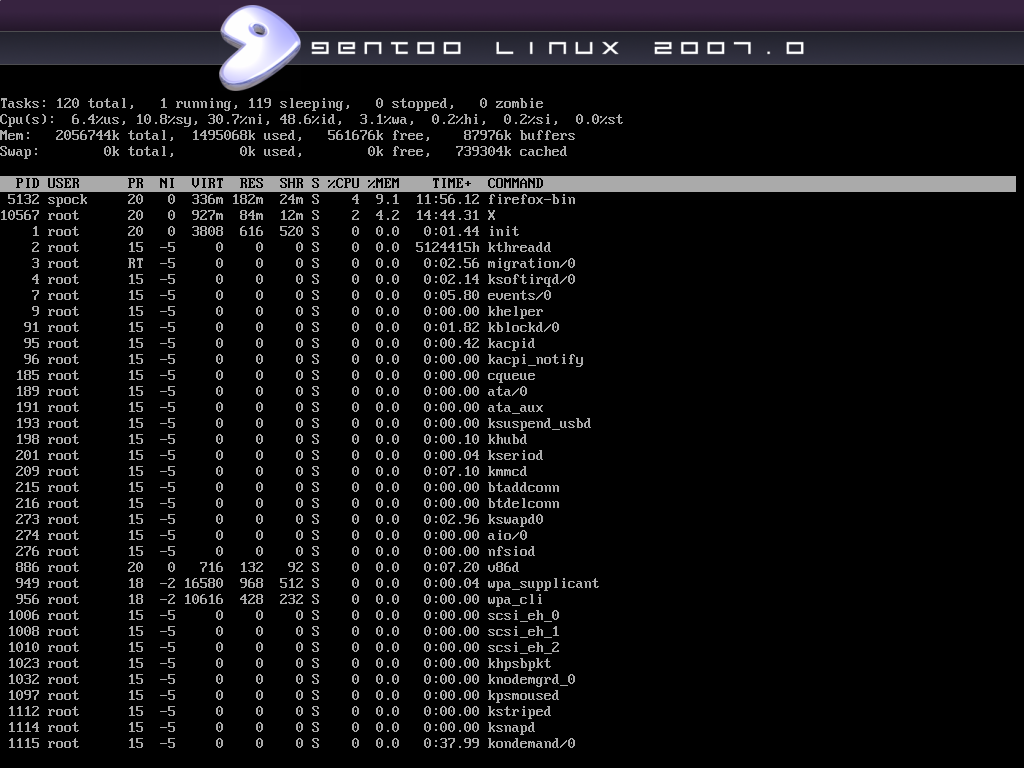 gentoo linux 2007.0
Tasks: 120 total,   1 running, 119 sleeping,   0 stopped,   0 zombie
Cpu(s):  6.4%us, 10.8%sy, 30.7%ni, 48.6%id,  3.1%wa,  0.2%hi,  0.2%si,  0.0%st
Mem:   2056744k total,  1495068k used,   561676k free,    87976k buffers
Swap:        0k total,        0k used,        0k free,   739304k cached
  PID USER      PR  NI  VIRT  RES  SHR S %CPU %MEM    TIME+  COMMAND
 5132 spock     20   0  336m 182m  24m S    4  9.1  11:56.12 firefox-bin
10567 root      20   0  927m  84m  12m S    2  4.2  14:44.31 X
    1 root      20   0  3808  616  520 S    0  0.0   0:01.44 init
    2 root      15  -5     0    0    0 S    0  0.0  5124415h kthreadd
    3 root      RT  -5     0    0    0 S    0  0.0   0:02.56 migration/0
    4 root      15  -5     0    0    0 S    0  0.0   0:02.14 ksoftirqd/0
    7 root      15  -5     0    0    0 S    0  0.0   0:05.80 events/0
    9 root      15  -5     0    0    0 S    0  0.0   0:00.00 khelper
   91 root      15  -5     0    0    0 S    0  0.0   0:01.82 kblockd/0
   95 root      15  -5     0    0    0 S    0  0.0   0:00.42 kacpid
   96 root      15  -5     0    0    0 S    0  0.0   0:00.00 kacpi_notify
  185 root      15  -5     0    0    0 S    0  0.0   0:00.00 cqueue
  189 root      15  -5     0    0    0 S    0  0.0   0:00.00 ata/0
  191 root      15  -5     0    0    0 S    0  0.0   0:00.00 ata_aux
  193 root      15  -5     0    0    0 S    0  0.0   0:00.00 ksuspend_usbd
  198 root      15  -5     0    0    0 S    0  0.0   0:00.10 khubd
  201 root      15  -5     0    0    0 S    0  0.0   0:00.04 kseriod
  209 root      15  -5     0    0    0 S    0  0.0   0:07.10 kmmcd
  215 root      15  -5     0    0    0 S    0  0.0   0:00.00 btaddconn
  216 root      15  -5     0    0    0 S    0  0.0   0:00.00 btdelconn
  273 root      15  -5     0    0    0 S    0  0.0   0:02.96 kswapd0
  274 root      15  -5     0    0    0 S    0  0.0   0:00.00 aio/0
  276 root      15  -5     0    0    0 S    0  0.0   0:00.00 nfsiod
  886 root      20   0   716  132   92 S    0  0.0   0:07.20 v86d
  949 root      18  -2 16580  968  512 S    0  0.0   0:00.04 wpa_supplicant
  956 root      18  -2 10616  428  232 S    0  0.0   0:00.00 wpa_cli
 1006 root      15  -5     0    0    0 S    0  0.0   0:00.00 scsi_eh_0
 1008 root      15  -5     0    0    0 S    0  0.0   0:00.00 scsi_eh_1
 1010 root      15  -5     0    0    0 S    0  0.0   0:00.00 scsi_eh_2
 1023 root      15  -5     0    0    0 S    0  0.0   0:00.00 khpsbpkt
 1032 root      15  -5     0    0    0 S    0  0.0   0:00.00 knodemgrd_0
 1097 root      15  -5     0    0    0 S    0  0.0   0:00.00 kpsmoused
 1112 root      15  -5     0    0    0 S    0  0.0   0:00.00 kstriped
 1114 root      15  -5     0    0    0 S    0  0.0   0:00.00 ksnapd
 1115 root      15  -5     0    0    0 S    0  0.0   0:37.99 kondemand/0